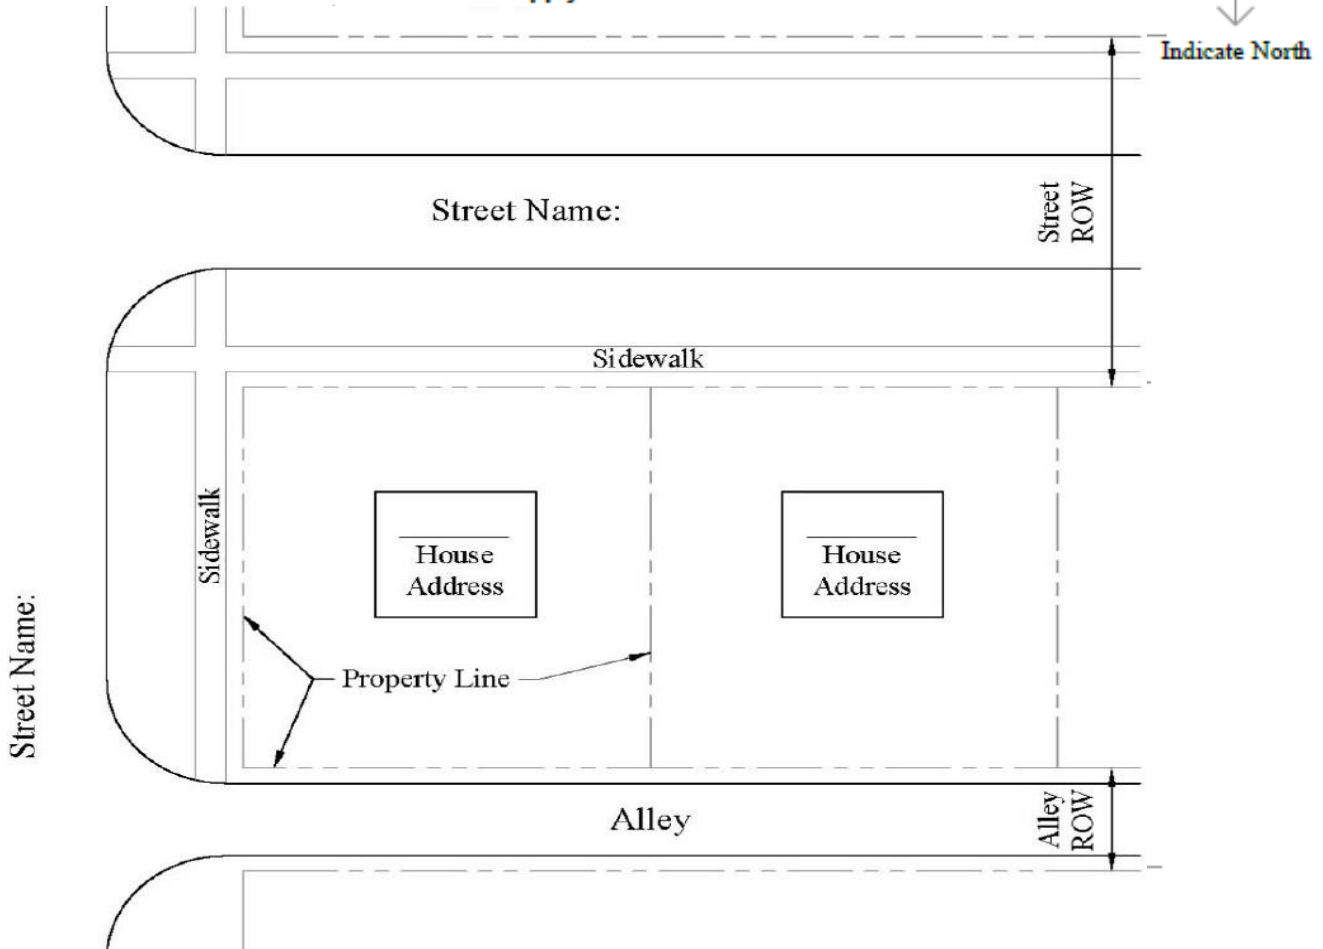 Indicate North
Street Name:
Street
ROW
Sidewalk
Sidewalk
House
Address
House
Address
Property Line
Street Name:
Alley
Alley
ROW